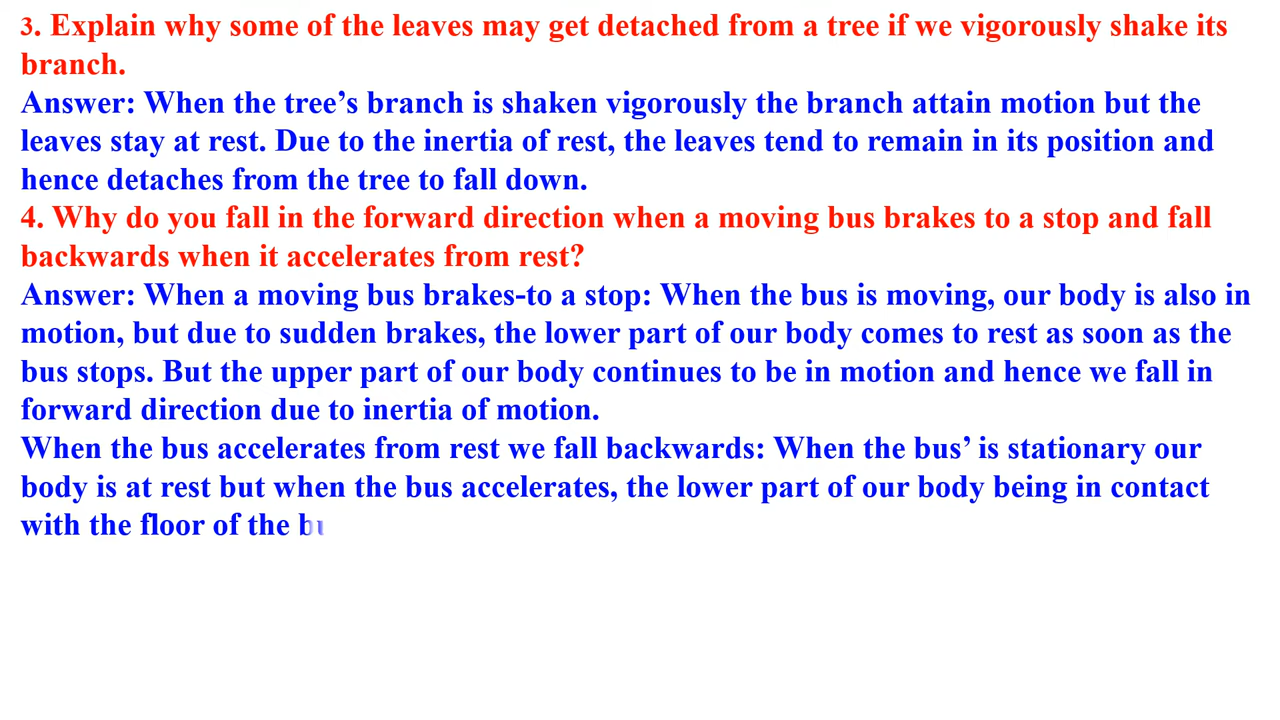 3. Explain why some of the leaves may get detached from a tree if we vigorously shake its
branch.
Answer: When the tree’s branch is shaken vigorously the branch attain motion but the
leaves stay at rest. Due to the inertia of rest, the leaves tend to remain in its position and
hence detaches from the tree to fall down.
4. Why do you fall in the forward direction when a moving bus brakes to a stop and fall
backwards when it accelerates from rest?
Answer: When a moving bus brakes-to a stop: When the bus is moving, our body is also in
motion, but due to sudden brakes, the lower part of our body comes to rest as soon as the
bus stops. But the upper part of our body continues to be in motion and hence we fall in
forward direction due to inertia of motion.
When the bus accelerates from rest we fall backwards: When the bus’ is stationary our
body is at rest but when the bus accelerates, the lower part of our body being in contact
with the floor of the bu